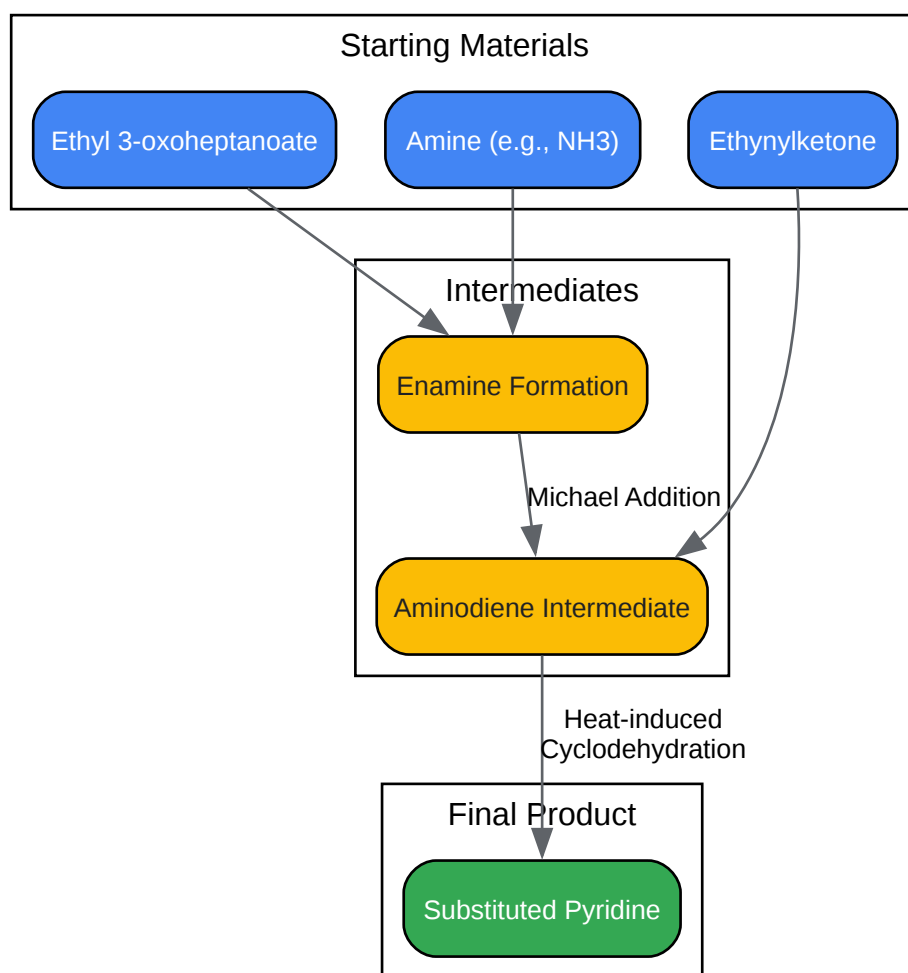 Starting Materials
Ethyl 3-oxoheptanoate
Amine (e.g., NH3)
Ethynylketone
Intermediates
Enamine Formation
Michael Addition
Aminodiene Intermediate
Heat-induced
Cyclodehydration
Final Product
Substituted Pyridine